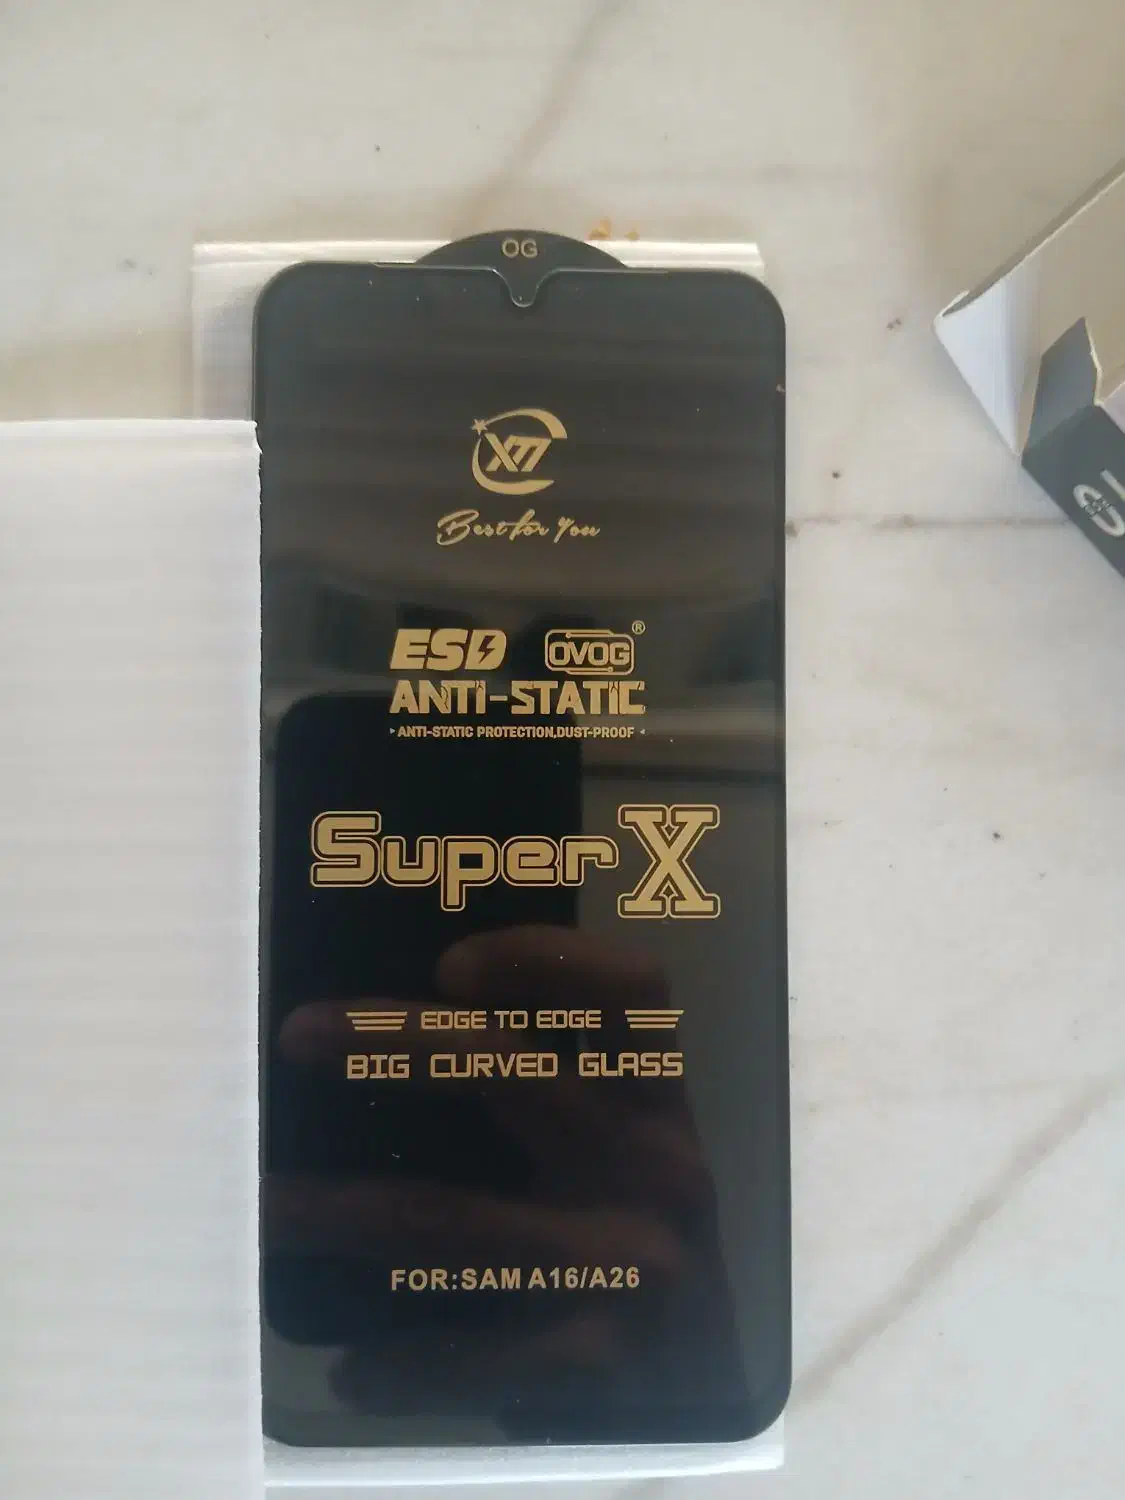 OG
XM
Best for You
ESD OVOG®
ANTI-STATIC
ANTI-STATIC PROTECTION,DUST-PROOF
Super X
EDGE TO EDGE
BIG CURVED GLASS
FOR:SAM A16/A26